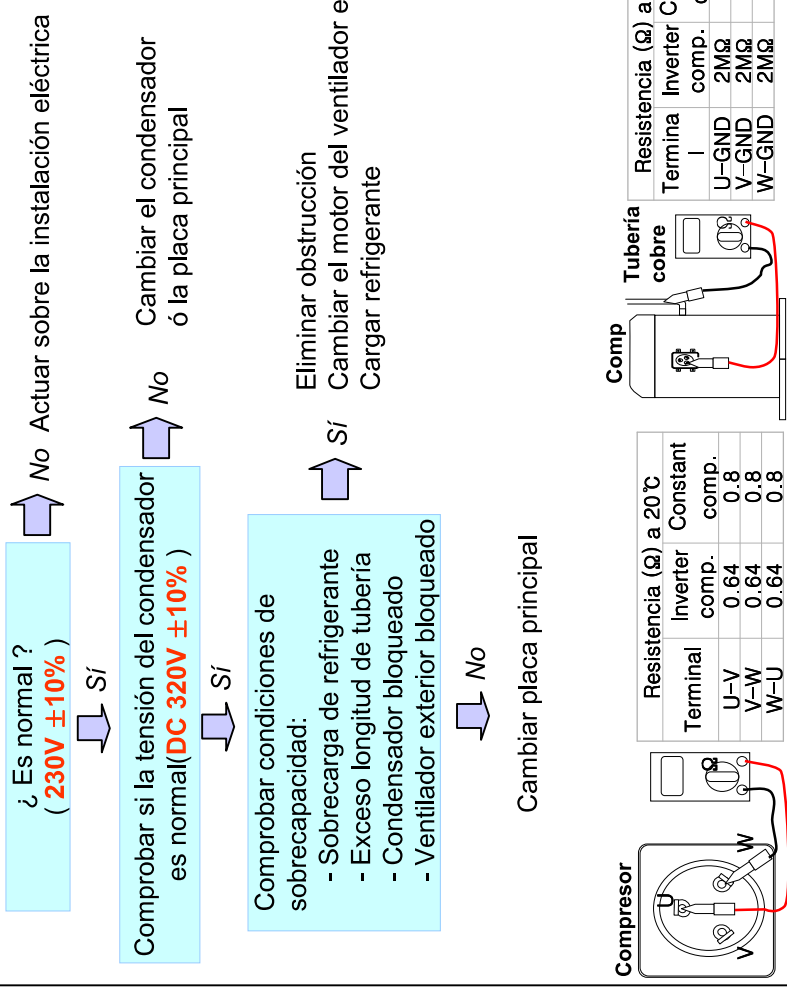 ¿ Es normal ?
( 230V ±10% )
No Actuar sobre la instalación eléctrica
Sí
Comprobar si la tensión del condensador
es normal(DC 320V ±10% )
No
Cambiar el condensador
ó la placa principal
Sí
Comprobar condiciones de
sobrecapacidad:
- Sobrecarga de refrigerante
- Exceso longitud de tubería
- Condensador bloqueado
- Ventilador exterior bloqueado
Sí
Eliminar obstrucción
Cambiar el motor del ventilador e
Cargar refrigerante
No
Cambiar placa principal
Compresor
U
V
W
Ω
Resistencia (Ω) a 20℃
Terminal Inverter comp. Constant comp.
U-V 0.64 0.8
V-W 0.64 0.8
W-U 0.64 0.8
Comp
Tubería
cobre
Ω
Resistencia (Ω) a
Termina
l
Inverter
comp.
C
U-GND 2MΩ
V-GND 2MΩ
W-GND 2MΩ